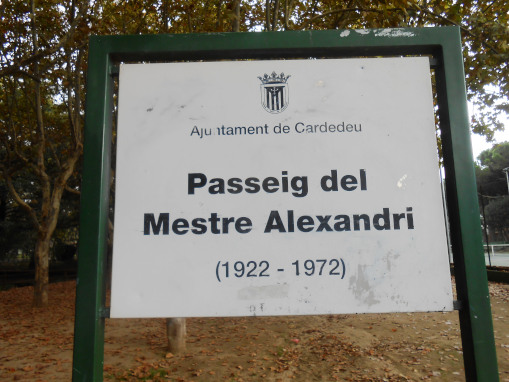 Ajuntament de Cardedeu
Passeig del
Mestre Alexandri
(1922 - 1972)